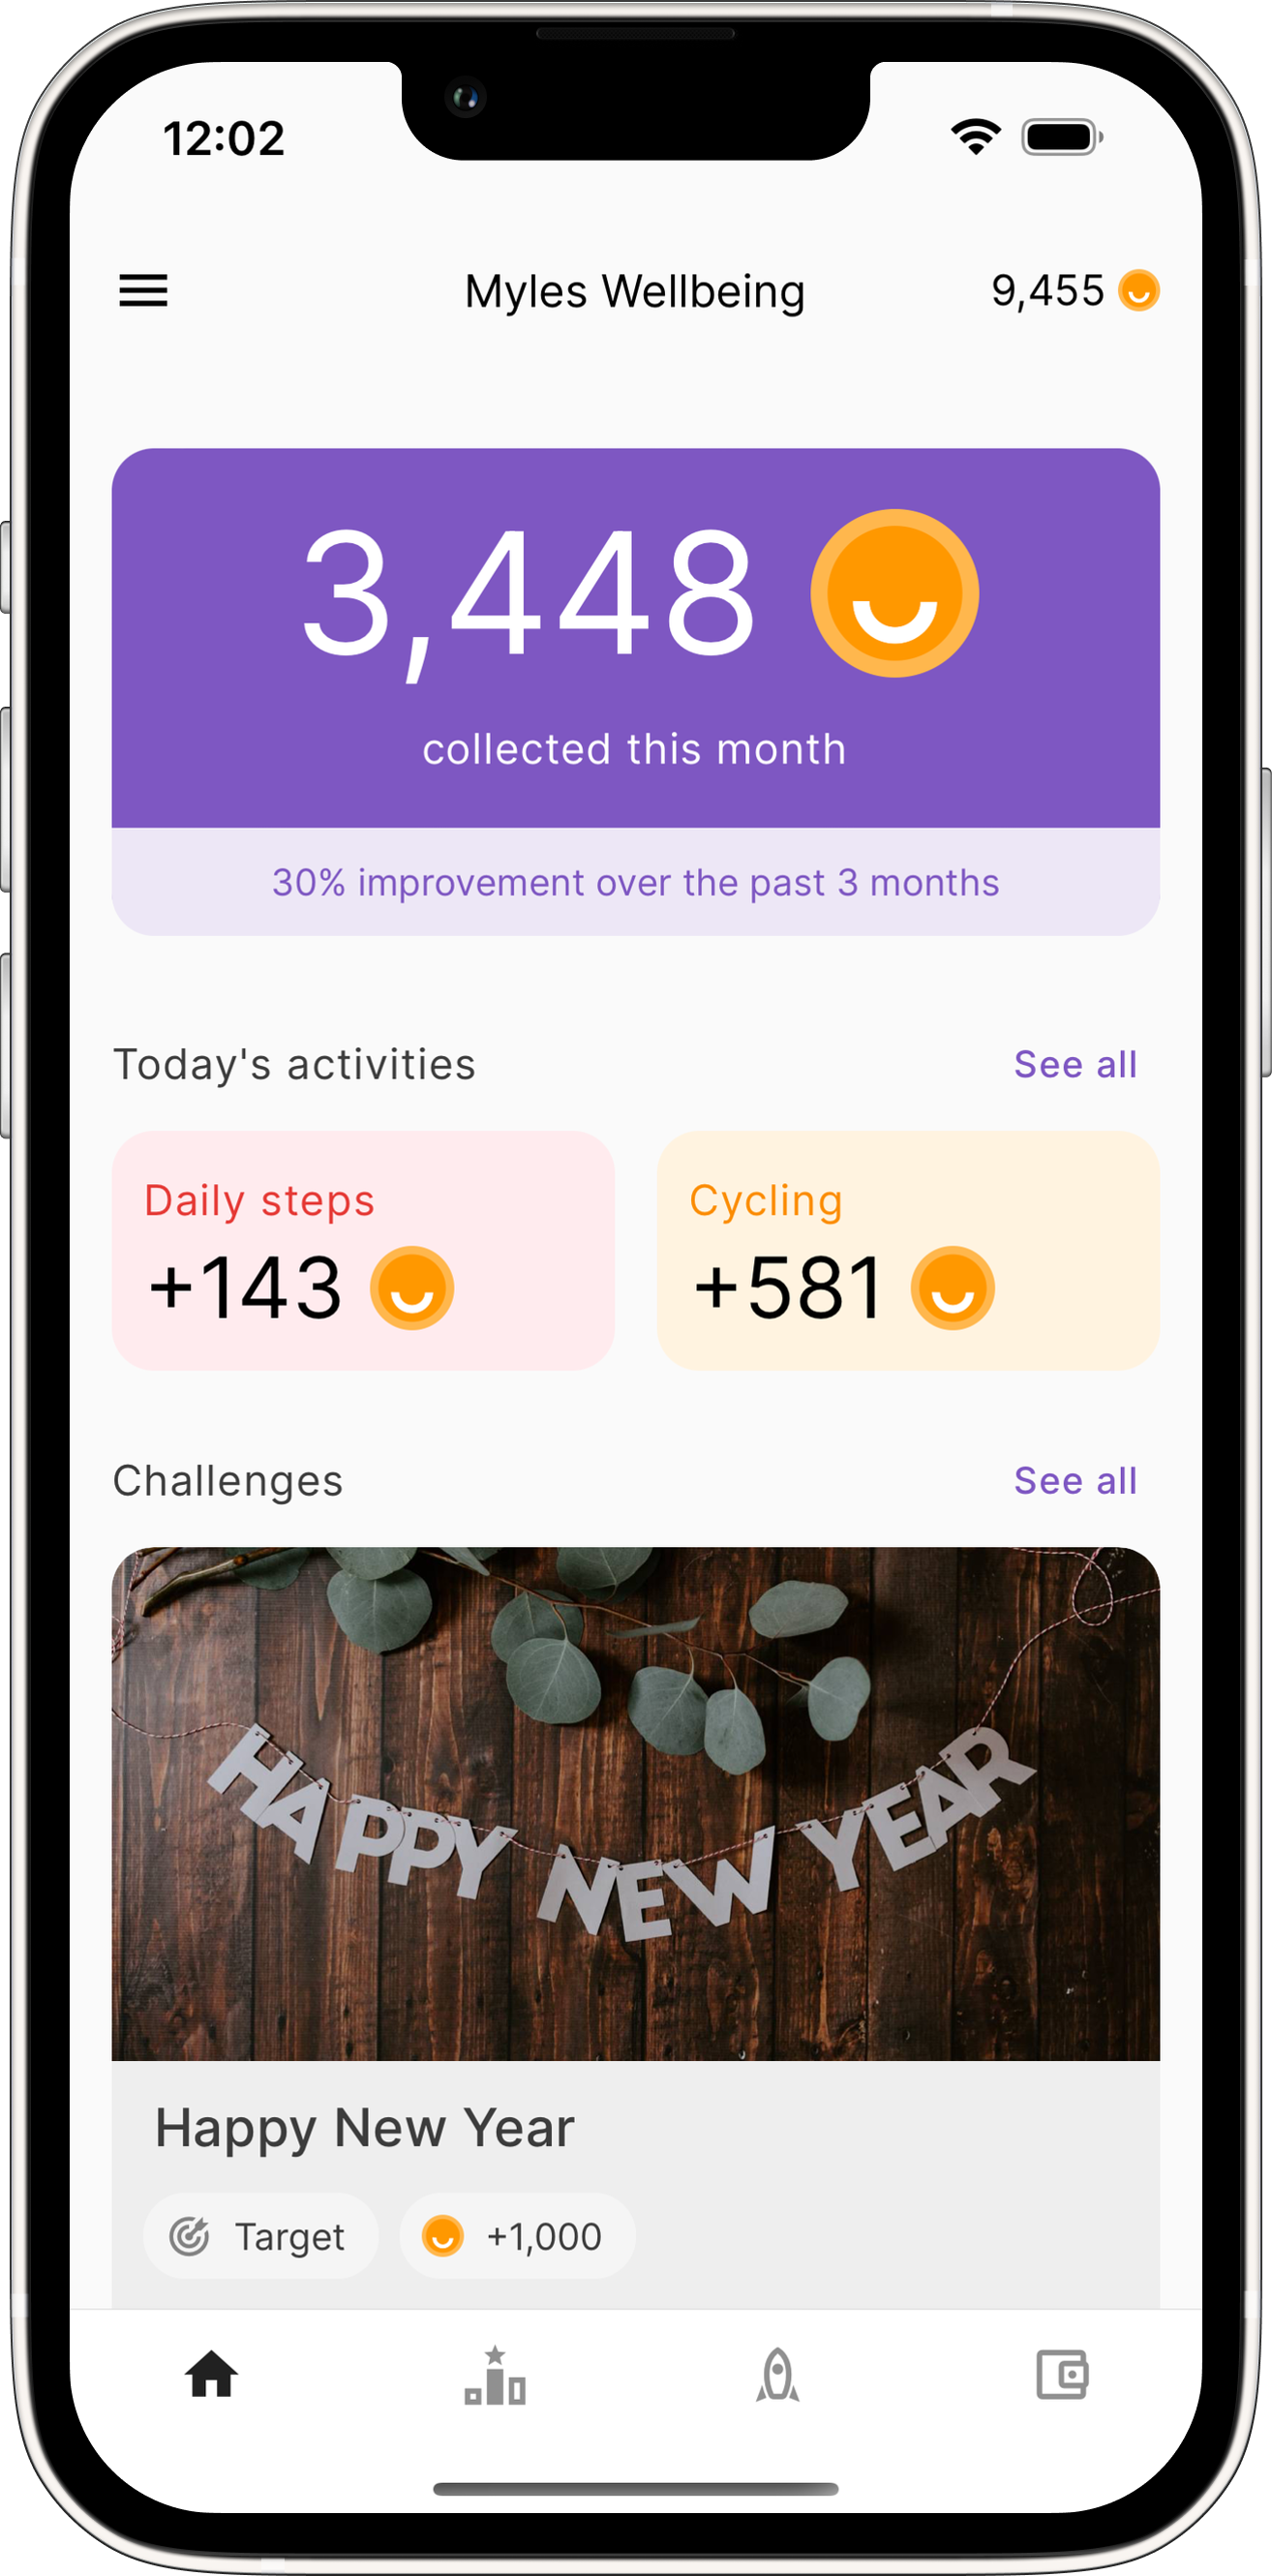 12:02
Myles Wellbeing
9,455
3,448
collected this month
30% improvement over the past 3 months
Today's activities
See all
Daily steps
+143
Cycling
+581
Challenges
See all
HAPPY NEW YEAR
Happy New Year
Target
+1,000